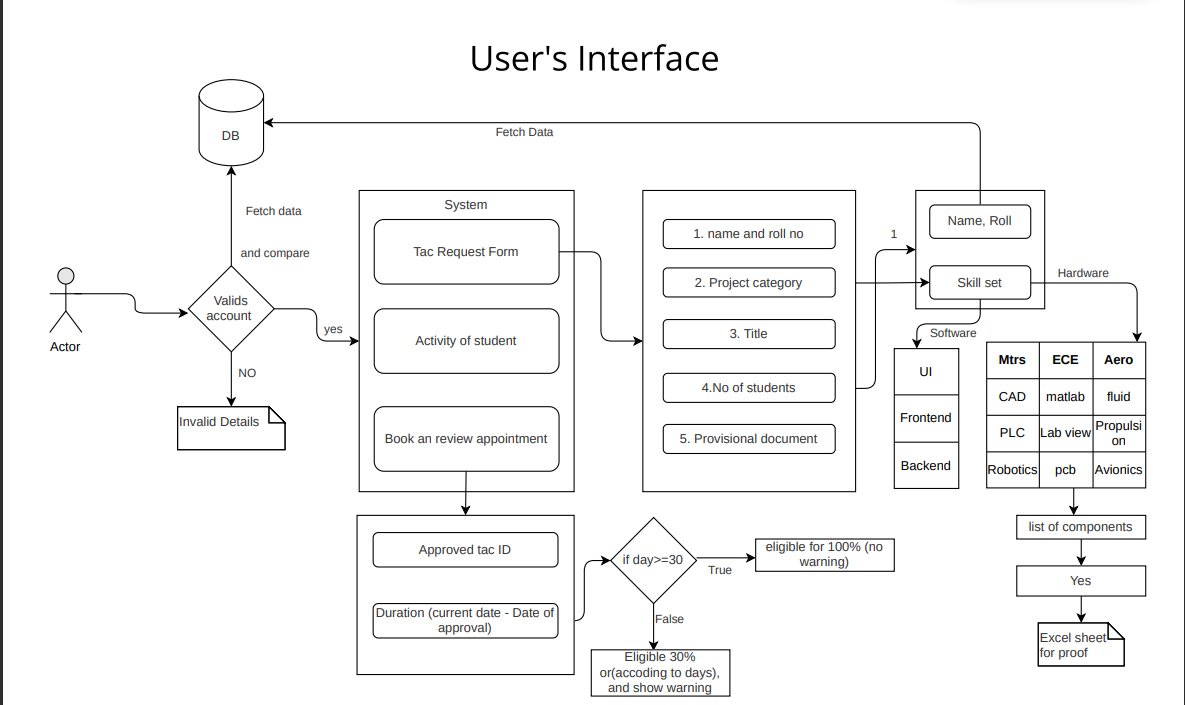 User's Interface
DB
Fetch Data
Fetch data
and compare
Actor
Valids
account
yes
NO
Invalid Details
System
Tac Request Form
Activity of student
Book an review appointment
1. name and roll no
2. Project category
3. Title
4.No of students
5. Provisional document
1
Name, Roll
Skill set
Software
Hardware
UI
Frontend
Backend
Mtrs ECE Aero
CAD matlab fluid
PLC Lab view Propulsi
on
Robotics pcb Avionics
list of components
Yes
Excel sheet
for proof
Approved tac ID
Duration (current date - Date of
approval)
if day>=30
True
eligible for 100% (no
warning)
False
Eligible 30%
or(accoding to days),
and show warning